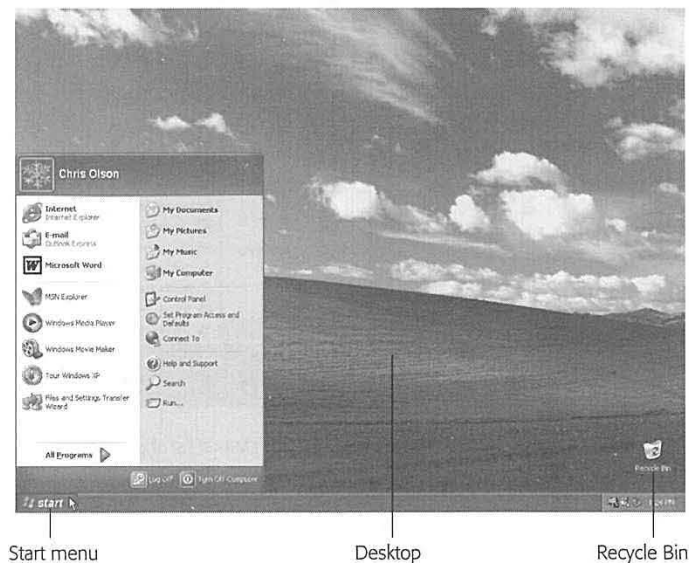 Chris Olson
Internet
Internet Explorer
E-mail
Outlook Express
Microsoft Word
MSN Explorer
Windows Media Player
Windows Movie Maker
Tour Windows XP
Files and Settings Transfer
Wizard
All Programs
My Documents
My Pictures
My Music
My Computer
Control Panel
Set Program Access and
Defaults
Connect To
Help and Support
Search
Run...
Log Off
Turn Off Computer
Recycle Bin
start
Start menu
Desktop
Recycle Bin